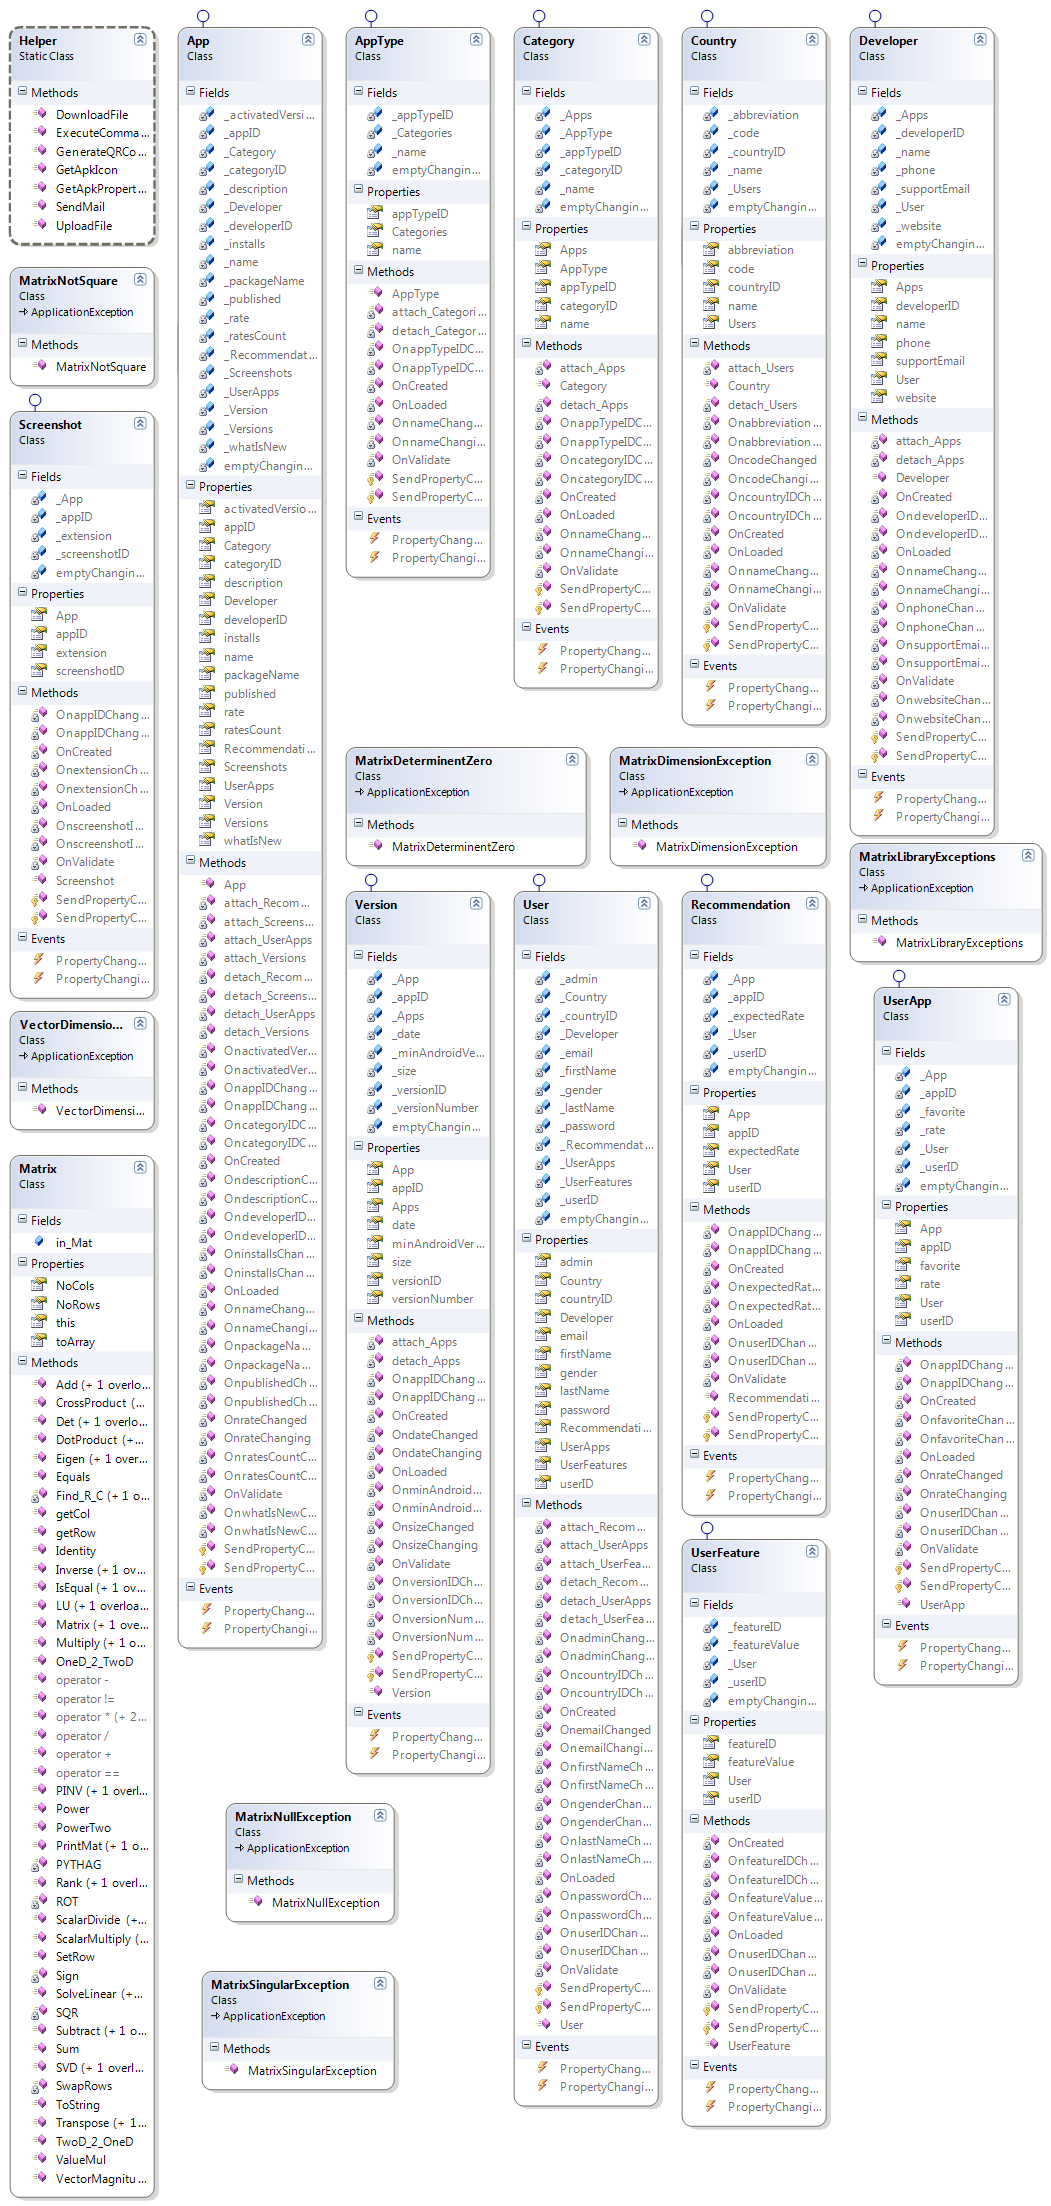 Helper
Static Class
Methods
DownloadFile
ExecuteComma...
GenerateQRCo...
GetApkIcon
GetApkPropert...
SendMail
UploadFile
MatrixNotSquare
Class
ApplicationException
Methods
MatrixNotSquare
Screenshot
Class
Fields
_App
_appID
_extension
_screenshotID
emptyChangin...
Properties
App
appID
extension
screenshotID
Methods
OnappIDChang...
OnappIDChang...
OnCreated
OnextensionCh...
OnextensionCh...
OnLoaded
OnscreenshotI...
OnscreenshotI...
OnValidate
Screenshot
SendPropertyC...
SendPropertyC...
Events
PropertyChang...
PropertyChangi...
VectorDimensio...
Class
ApplicationException
Methods
VectorDimensi...
Matrix
Class
Fields
in_Mat
Properties
NoCols
NoRows
this
toArray
Methods
Add (+ 1 overlo...
CrossProduct (...
Det (+ 1 overlo...
DotProduct (+...
Eigen (+ 1 over...
Equals
Find_R_C (+ 1 o...
getCol
getRow
Identity
Inverse (+ 1 ov...
IsEqual (+ 1 ov...
LU (+ 1 overloa...
Matrix (+ 1 ove...
Multiply (+ 1 o...
OneD_2_TwoD
operator -
operator !=
operator * (+ 2...
operator /
operator +
operator ==
PINV (+ 1 overl...
Power
PowerTwo
PrintMat (+ 1 o...
PYTHAG
Rank (+ 1 overl...
ROT
ScalarDivide (+...
ScalarMultiply (...
SetRow
Sign
SolveLinear (+...
SQR
Subtract (+ 1 o...
Sum
SVD (+ 1 overl...
SwapRows
ToString
Transpose (+ 1...
TwoD_2_OneD
ValueMul
VectorMagnitu...
App
Class
Fields
_activatedVersi...
_appID
_Category
_categoryID
_description
_Developer
_developerID
_installs
_name
_packageName
_published
_rate
_ratesCount
_Recommendat...
_Screenshots
_UserApps
_Version
_Versions
_whatIsNew
emptyChangin...
Properties
activatedVersio...
appID
Category
categoryID
description
Developer
developerID
installs
name
packageName
published
rate
ratesCount
Recommendati...
Screenshots
UserApps
Version
Versions
whatIsNew
Methods
App
attach_Recom...
attach_Screens...
attach_UserApps
attach_Versions
detach_Recom...
detach_Screens...
detach_UserApps
detach_Versions
OnactivatedVer...
OnactivatedVer...
OnappIDChang...
OnappIDChang...
OncategoryIDC...
OncategoryIDC...
OnCreated
OndescriptionC...
OndescriptionC...
OndeveloperID...
OndeveloperID...
OninstallsChan...
OninstallsChan...
OnLoaded
OnnameChang...
OnnameChangi...
OnpackageNa...
OnpackageNa...
OnpublishedCh...
OnpublishedCh...
OnrateChanged
OnrateChanging
OnratesCountC...
OnratesCountC...
OnValidate
OnwhatIsNewC...
OnwhatIsNewC...
SendPropertyC...
SendPropertyC...
Events
PropertyChang...
PropertyChangi...
AppType
Class
Fields
_appTypeID
_Categories
_name
emptyChangin...
Properties
appTypeID
Categories
name
Methods
AppType
attach_Categori...
detach_Categor...
OnappTypeIDC...
OnappTypeIDC...
OnCreated
OnLoaded
OnnameChang...
OnnameChangi...
OnValidate
SendPropertyC...
SendPropertyC...
Events
PropertyChang...
PropertyChangi...
Category
Class
Fields
_Apps
_AppType
_appTypeID
_categoryID
_name
emptyChangin...
Properties
Apps
AppType
appTypeID
categoryID
name
Methods
attach_Apps
Category
detach_Apps
OnappTypeIDC...
OnappTypeIDC...
OncategoryIDC...
OncategoryIDC...
OnCreated
OnLoaded
OnnameChang...
OnnameChangi...
OnValidate
SendPropertyC...
SendPropertyC...
Events
PropertyChang...
PropertyChangi...
Country
Class
Fields
_abbreviation
_code
_countryID
_name
_Users
emptyChangin...
Properties
abbreviation
code
countryID
name
Users
Methods
attach_Users
Country
detach_Users
Onabbreviation...
Onabbreviation...
OncodeChanged
OncodeChangi...
OncountryIDCh...
OncountryIDCh...
OnCreated
OnLoaded
OnnameChang...
OnnameChangi...
OnValidate
SendPropertyC...
SendPropertyC...
Events
PropertyChang...
PropertyChangi...
Developer
Class
Fields
_Apps
_developerID
_name
_phone
_supportEmail
_User
_website
emptyChangin...
Properties
Apps
developerID
name
phone
supportEmail
User
website
Methods
attach_Apps
detach_Apps
Developer
OnCreated
OndeveloperID...
OndeveloperID...
OnLoaded
OnnameChang...
OnnameChangi...
OnphoneChan...
OnphoneChan...
OnsupportEmai...
OnsupportEmai...
OnValidate
OnwebsiteChan...
OnwebsiteChan...
SendPropertyC...
SendPropertyC...
Events
PropertyChang...
PropertyChangi...
MatrixDeterminentZero
Class
ApplicationException
Methods
MatrixDeterminentZero
MatrixDimensionException
Class
ApplicationException
Methods
MatrixDimensionException
MatrixLibraryExceptions
Class
ApplicationException
Methods
MatrixLibraryExceptions
Version
Class
Fields
_App
_appID
_Apps
_date
_minAndroidVe...
_size
_versionID
_versionNumber
emptyChangin...
Properties
App
appID
Apps
date
minAndroidVer...
size
versionID
versionNumber
Methods
attach_Apps
detach_Apps
OnappIDChang...
OnappIDChang...
OnCreated
OndateChanged
OndateChanging
OnLoaded
OnminAndroid...
OnminAndroid...
OnsizeChanged
OnsizeChanging
OnValidate
OnversionIDCh...
OnversionIDCh...
OnversionNum...
OnversionNum...
SendPropertyC...
SendPropertyC...
Version
Events
PropertyChang...
PropertyChangi...
User
Class
Fields
_admin
_Country
_countryID
_Developer
_email
_firstName
_gender
_lastName
_password
_Recommendat...
_UserApps
_UserFeatures
_userID
emptyChangin...
Properties
admin
Country
countryID
Developer
email
firstName
gender
lastName
password
Recommendati...
UserApps
UserFeatures
userID
Methods
attach_Recom...
attach_UserApps
attach_UserFea...
detach_Recom...
detach_UserApps
detach_UserFea...
OnadminChang...
OnadminChang...
OncountryIDCh...
OncountryIDCh...
OnCreated
OnemailChanged
OnemailChangi...
OnfirstNameCh...
OnfirstNameCh...
OngenderChan...
OngenderChan...
OnlastNameCh...
OnlastNameCh...
OnLoaded
OnpasswordCh...
OnpasswordCh...
OnuserIDChan...
OnuserIDChan...
OnValidate
SendPropertyC...
SendPropertyC...
User
Events
PropertyChang...
PropertyChangi...
Recommendation
Class
Fields
_App
_appID
_expectedRate
_User
_userID
emptyChangin...
Properties
App
appID
expectedRate
User
userID
Methods
OnappIDChang...
OnappIDChang...
OnCreated
OnexpectedRat...
OnexpectedRat...
OnLoaded
OnuserIDChan...
OnuserIDChan...
OnValidate
Recommendati...
SendPropertyC...
SendPropertyC...
Events
PropertyChang...
PropertyChangi...
UserApp
Class
Fields
_App
_appID
_favorite
_rate
_User
_userID
emptyChangin...
Properties
App
appID
favorite
rate
User
userID
Methods
OnappIDChang...
OnappIDChang...
OnCreated
OnfavoriteChan...
OnfavoriteChan...
OnLoaded
OnrateChanged
OnrateChanging
OnuserIDChan...
OnuserIDChan...
OnValidate
SendPropertyC...
SendPropertyC...
UserApp
Events
PropertyChang...
PropertyChangi...
UserFeature
Class
Fields
_featureID
_featureValue
_User
_userID
emptyChangin...
Properties
featureID
featureValue
User
userID
Methods
OnCreated
OnfeatureIDCh...
OnfeatureIDCh...
OnfeatureValue...
OnfeatureValue...
OnLoaded
OnuserIDChan...
OnuserIDChan...
OnValidate
SendPropertyC...
SendPropertyC...
UserFeature
Events
PropertyChang...
PropertyChangi...
MatrixNullException
Class
ApplicationException
Methods
MatrixNullException
MatrixSingularException
Class
ApplicationException
Methods
MatrixSingularException